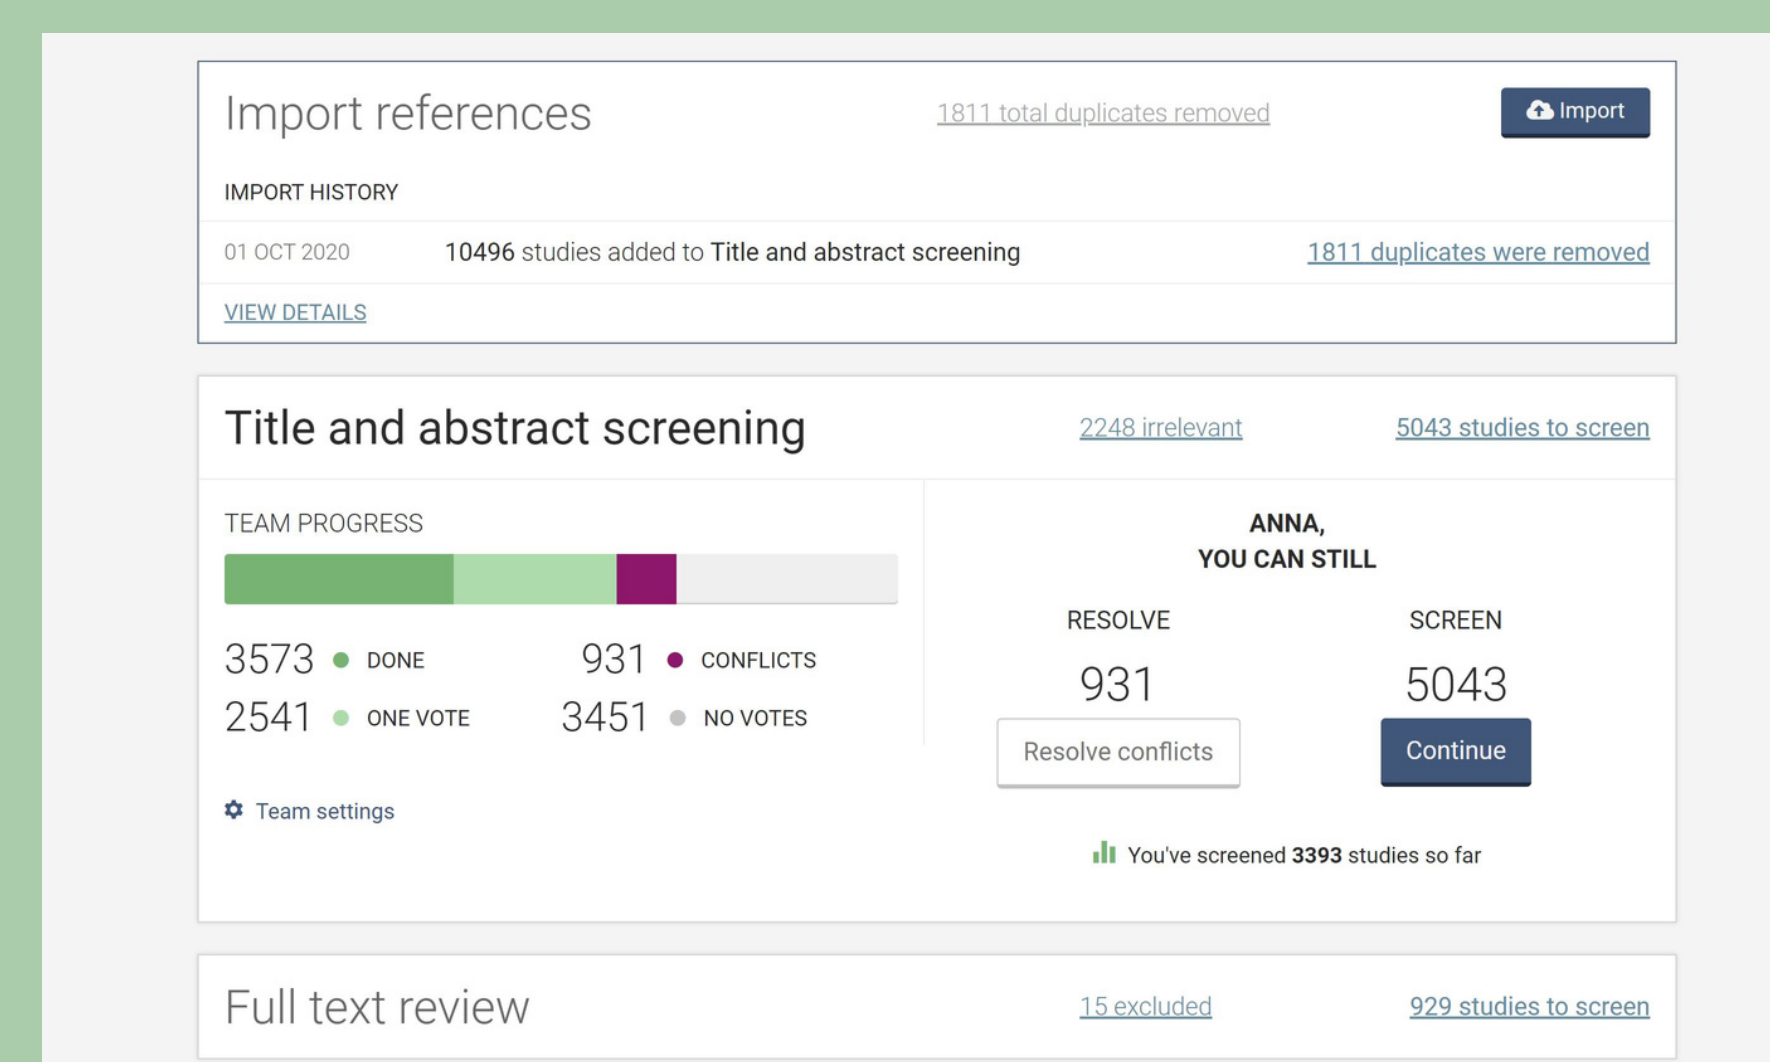 Import references
1811 total duplicates removed
Import
IMPORT HISTORY
01 OCT 2020
10496 studies added to Title and abstract screening
1811 duplicates were removed
VIEW DETAILS
Title and abstract screening
2248 irrelevant
5043 studies to screen
TEAM PROGRESS
3573 DONE
931 CONFLICTS
2541 ONE VOTE
3451 NO VOTES
Team settings
ANNA,
YOU CAN STILL
RESOLVE
931
Resolve conflicts
SCREEN
5043
Continue
You've screened 3393 studies so far
Full text review
15 excluded
929 studies to screen